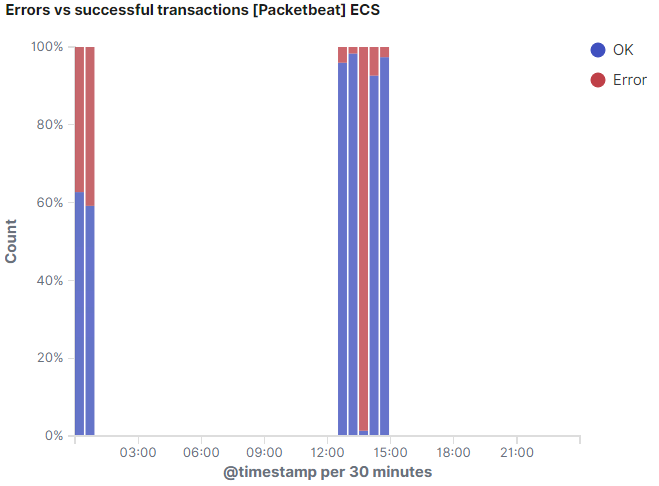 Errors vs successful transactions [Packetbeat] ECS
100%
80%
60%
40%
20%
0%
Count
03:00 06:00 09:00 12:00 15:00 18:00 21:00
@timestamp per 30 minutes
OK
Error